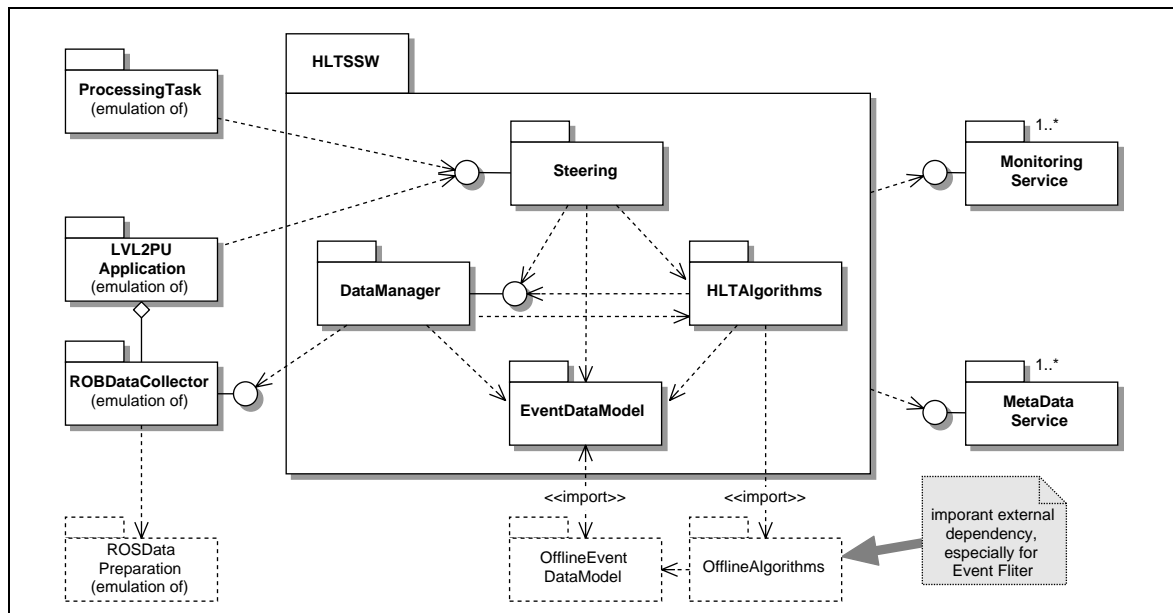 HLTSSW
ProcessingTask
(emulation of)
Steering
1..*
Monitoring
Service
LVL2PU
Application
(emulation of)
DataManager
HLTAlgorithms
ROBDataCollector
(emulation of)
EventDataModel
1..*
MetaData
Service
<<import>>
<<import>>
ROSData
Preparation
(emulation of)
OfflineEvent
DataModel
OfflineAlgorithms
imporant external
dependency,
especially for
Event Fliter